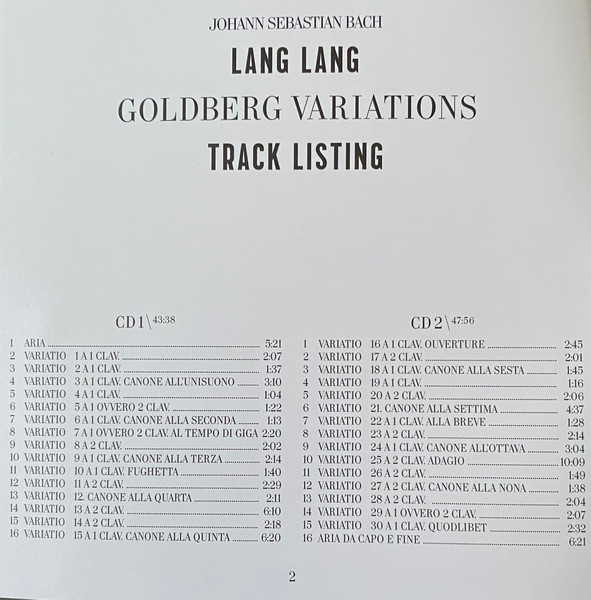 JOHANN SEBASTIAN BACH
LANG LANG
GOLDBERG VARIATIONS
TRACK LISTING
CD 1 \ 43:38
1 ARIA 5:21
2 VARIATIO 1 A 1 CLAV. 2:07
3 VARIATIO 2 A 1 CLAV. 1:37
4 VARIATIO 3 A 1 CLAV. CANONE ALL'UNISUONO 3:10
5 VARIATIO 4 A 1 CLAV. 1:04
6 VARIATIO 5 A 1 OVVERO 2 CLAV. 1:22
7 VARIATIO 6 A 1 CLAV. CANONE ALLA SECONDA 1:13
8 VARIATIO 7 A 1 OVVERO 2 CLAV. AL TEMPO DI GIGA 2:20
9 VARIATIO 8 A 2 CLAV. 2:02
10 VARIATIO 9 A 1 CLAV. CANONE ALLA TERZA 2:14
11 VARIATIO 10 A 1 CLAV. FUGHETTA 1:40
12 VARIATIO 11 A 2 CLAV. 2:29
13 VARIATIO 12. CANONE ALLA QUARTA 2:11
14 VARIATIO 13 A 2 CLAV. 6:10
15 VARIATIO 14 A 2 CLAV. 2:18
16 VARIATIO 15 A 1 CLAV. CANONE ALLA QUINTA 6:20
CD 2 \ 47:56
1 VARIATIO 16 A 1 CLAV. OUVERTURE 2:45
2 VARIATIO 17 A 2 CLAV. 2:01
3 VARIATIO 18 A 1 CLAV. CANONE ALLA SESTA 1:45
4 VARIATIO 19 A 1 CLAV. 1:16
5 VARIATIO 20 A 2 CLAV. 2:06
6 VARIATIO 21. CANONE ALLA SETTIMA 4:37
7 VARIATIO 22 A 1 CLAV. ALLA BREVE 1:28
8 VARIATIO 23 A 2 CLAV. 2:14
9 VARIATIO 24 A 1 CLAV. CANONE ALL'OTTAVA 3:04
10 VARIATIO 25 A 2 CLAV. ADAGIO 10:09
11 VARIATIO 26 A 2 CLAV. 1:49
12 VARIATIO 27 A 2 CLAV. CANONE ALLA NONA 1:38
13 VARIATIO 28 A 2 CLAV. 2:04
14 VARIATIO 29 A 1 OVVERO 2 CLAV. 2:07
15 VARIATIO 30 A 1 CLAV. QUODLIBET 2:32
16 ARIA DA CAPO E FINE 6:21
2